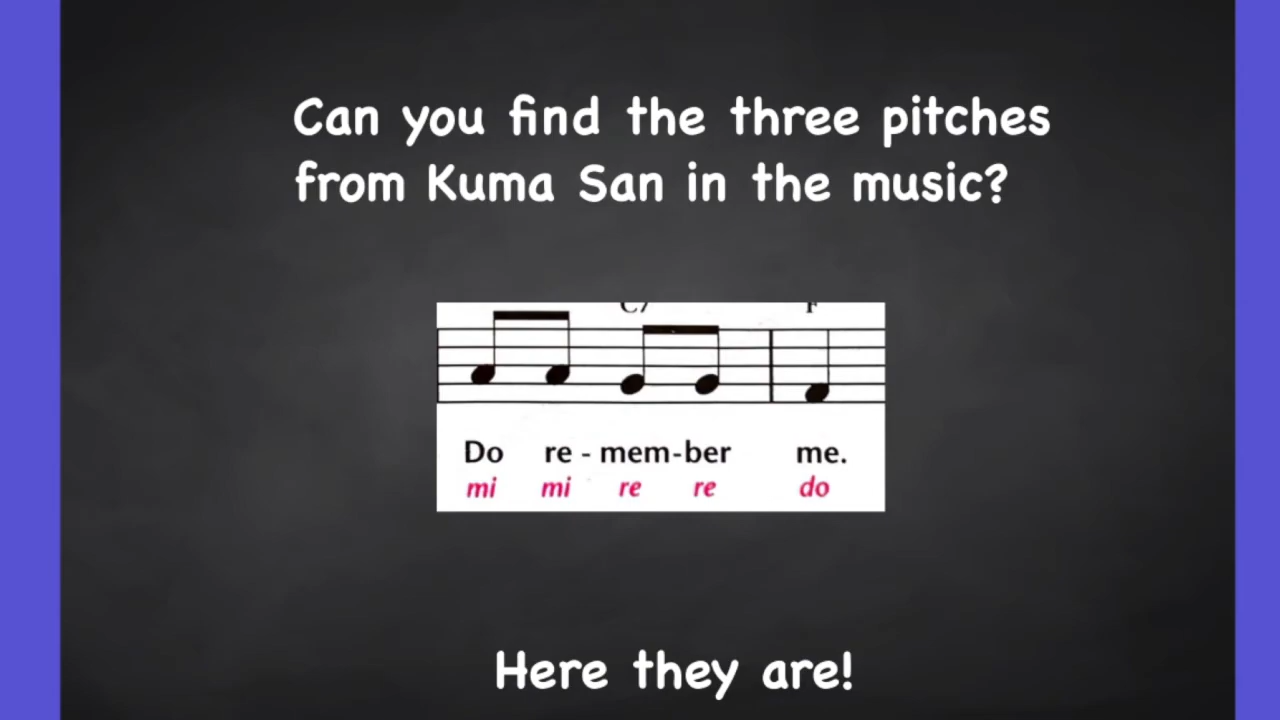 Can you find the three pitches
from Kuma San in the music?
C7 F
Do re - mem-ber me.
mi mi re re do
Here they are!